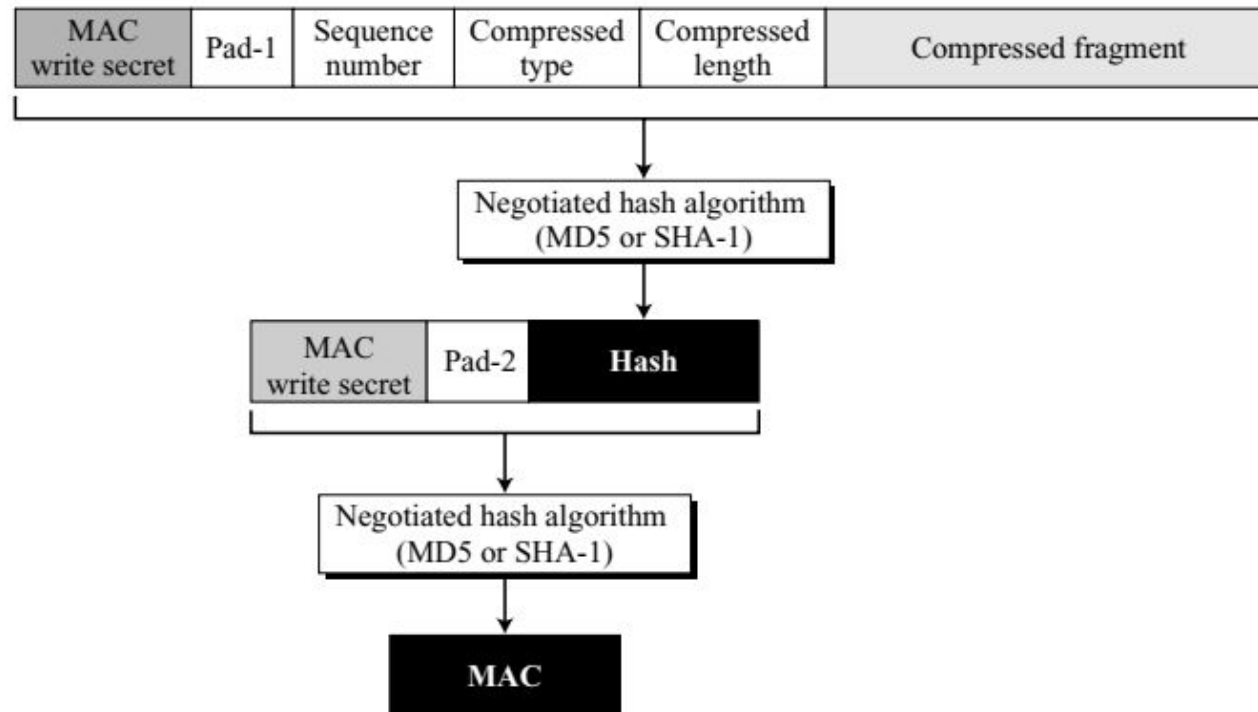 MAC
write secret
Pad-1
Sequence
number
Compressed
type
Compressed
length
Compressed fragment
Negotiated hash algorithm
(MD5 or SHA-1)
MAC
write secret
Pad-2
Hash
Negotiated hash algorithm
(MD5 or SHA-1)
MAC